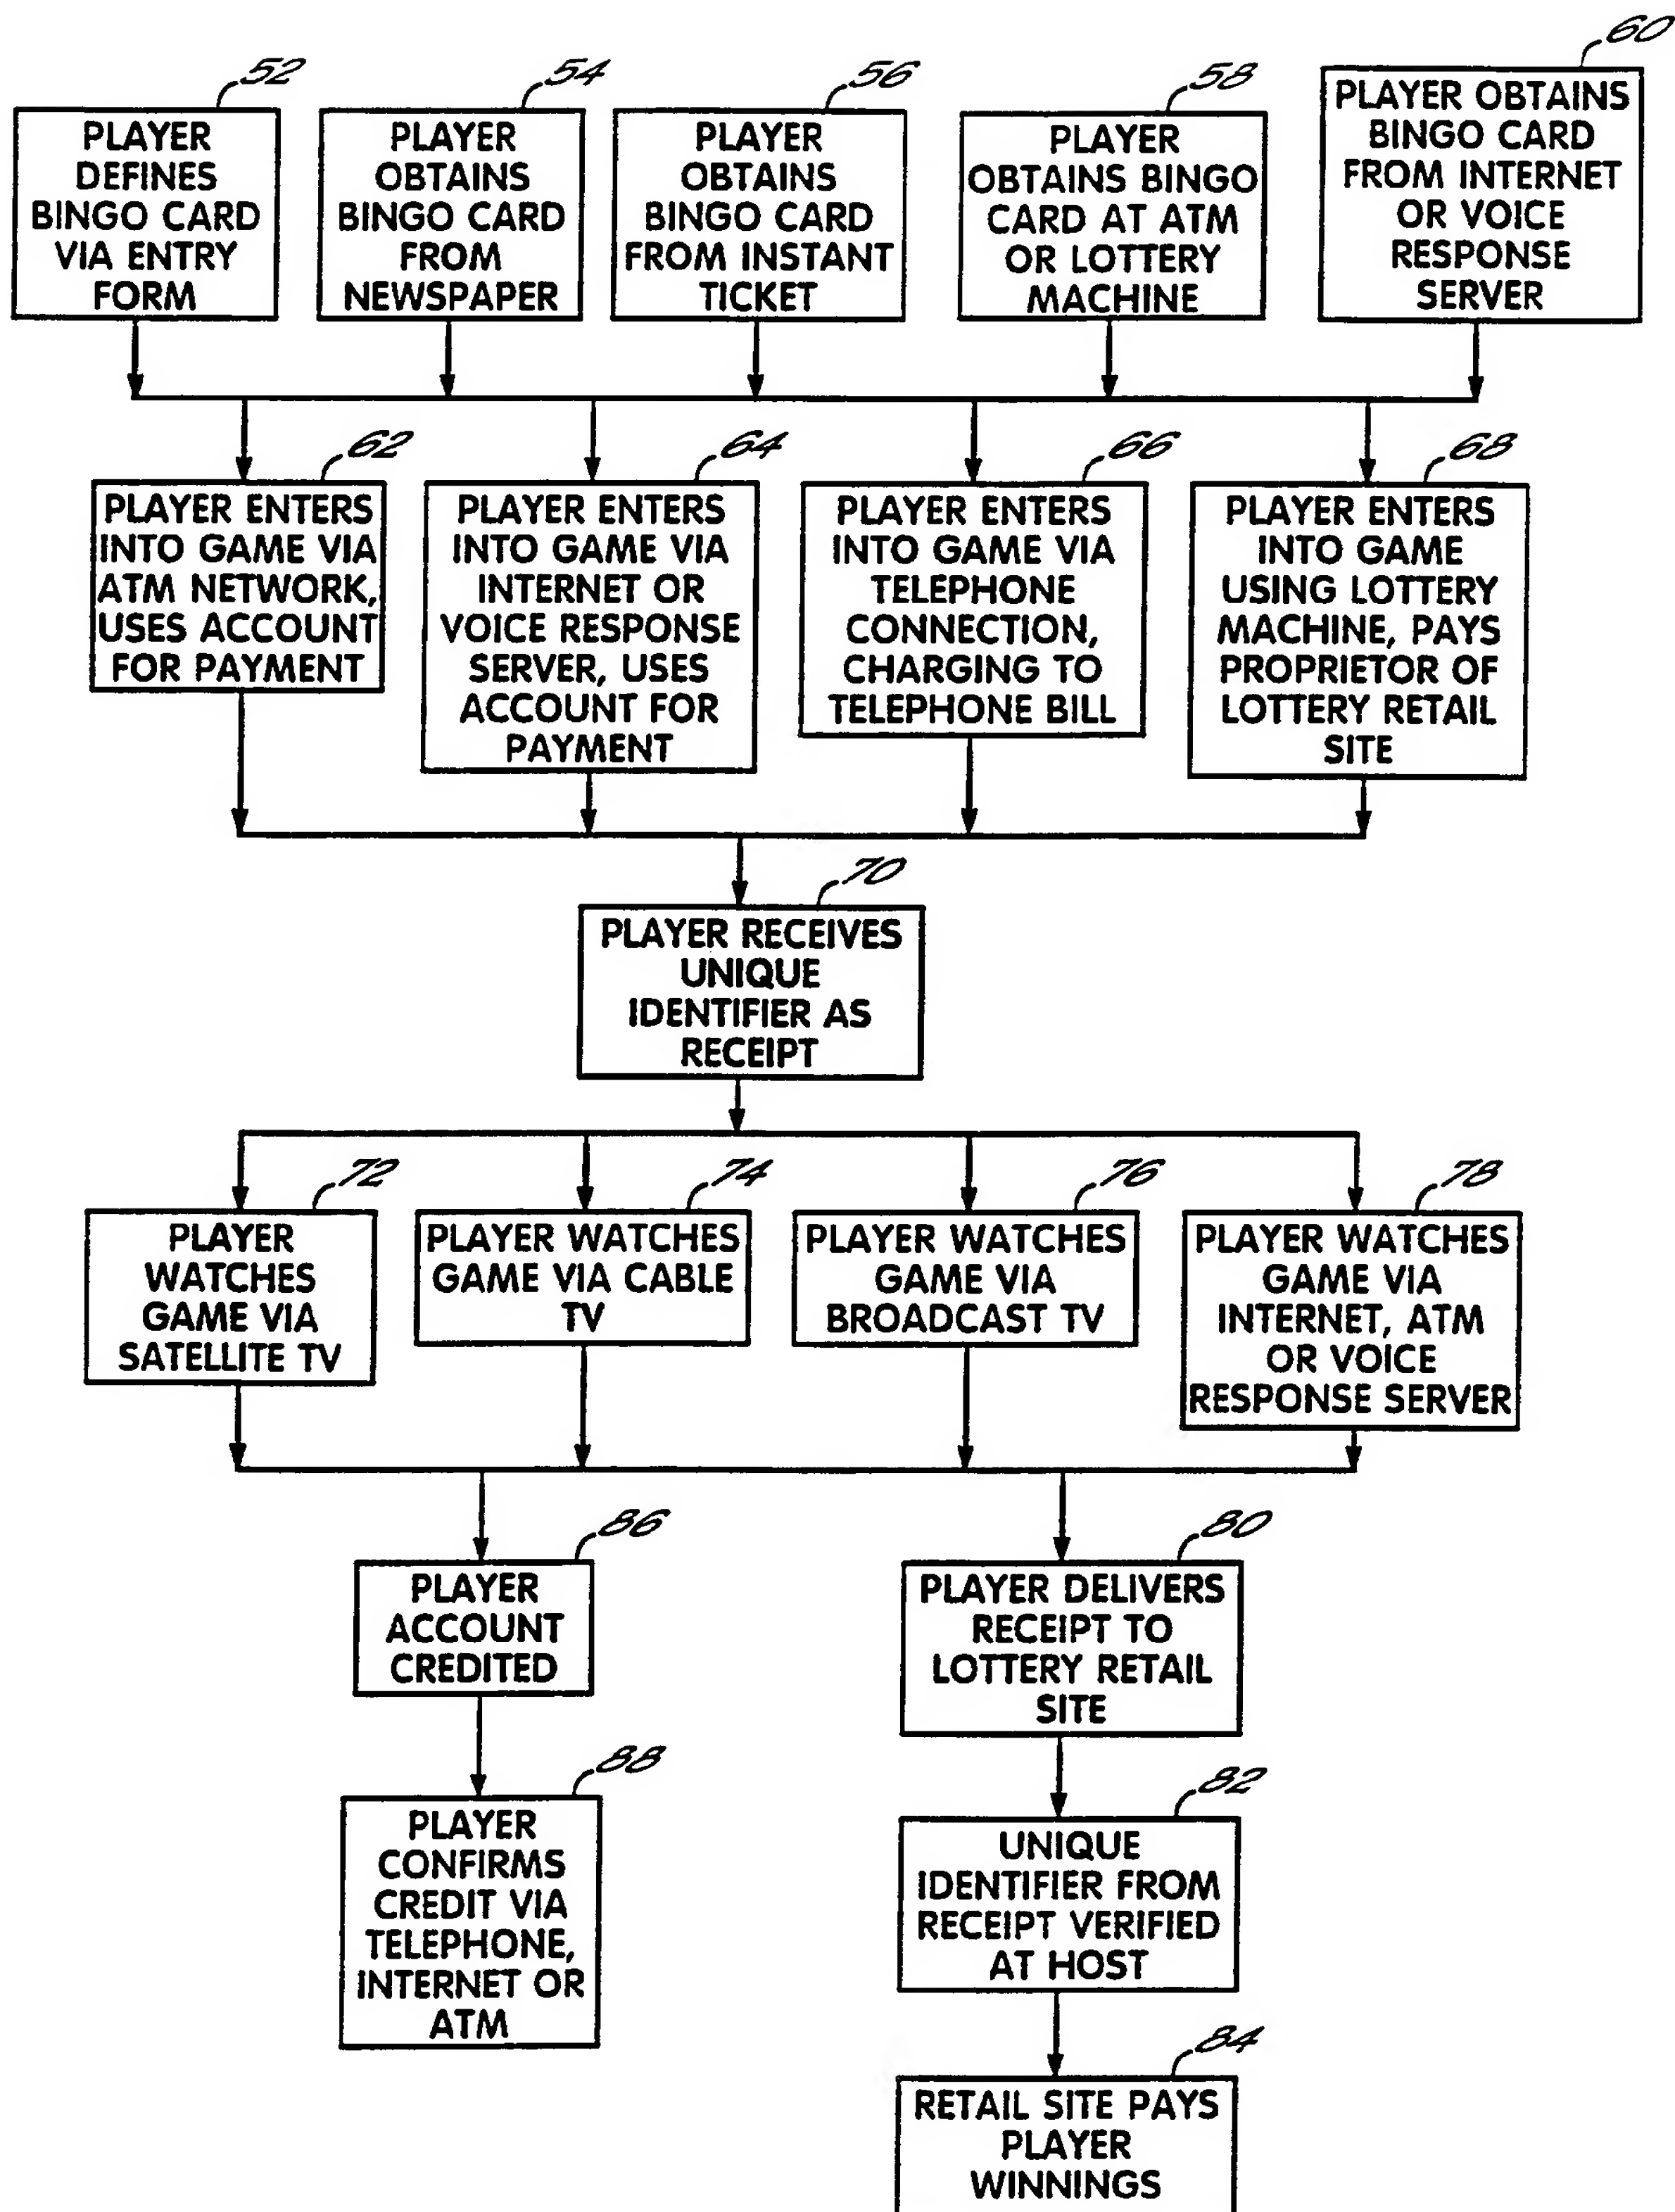 52
PLAYER
DEFINES
BINGO CARD
VIA ENTRY
FORM
54
PLAYER
OBTAINS
BINGO CARD
FROM
NEWSPAPER
56
PLAYER
OBTAINS
BINGO CARD
FROM INSTANT
TICKET
58
PLAYER
OBTAINS BINGO
CARD AT ATM
OR LOTTERY
MACHINE
60
PLAYER OBTAINS
BINGO CARD
FROM INTERNET
OR VOICE
RESPONSE
SERVER
62
PLAYER ENTERS
INTO GAME VIA
ATM NETWORK,
USES ACCOUNT
FOR PAYMENT
64
PLAYER ENTERS
INTO GAME VIA
INTERNET OR
VOICE RESPONSE
SERVER, USES
ACCOUNT FOR
PAYMENT
66
PLAYER ENTERS
INTO GAME VIA
TELEPHONE
CONNECTION,
CHARGING TO
TELEPHONE BILL
68
PLAYER ENTERS
INTO GAME
USING LOTTERY
MACHINE, PAYS
PROPRIETOR OF
LOTTERY RETAIL
SITE
70
PLAYER RECEIVES
UNIQUE
IDENTIFIER AS
RECEIPT
72
PLAYER
WATCHES
GAME VIA
SATELLITE TV
74
PLAYER WATCHES
GAME VIA CABLE
TV
76
PLAYER WATCHES
GAME VIA
BROADCAST TV
78
PLAYER WATCHES
GAME VIA
INTERNET, ATM
OR VOICE
RESPONSE SERVER
86
PLAYER
ACCOUNT
CREDITED
88
PLAYER
CONFIRMS
CREDIT VIA
TELEPHONE,
INTERNET OR
ATM
80
PLAYER DELIVERS
RECEIPT TO
LOTTERY RETAIL
SITE
82
UNIQUE
IDENTIFIER FROM
RECEIPT VERIFIED
AT HOST
84
RETAIL SITE PAYS
PLAYER
WINNINGS